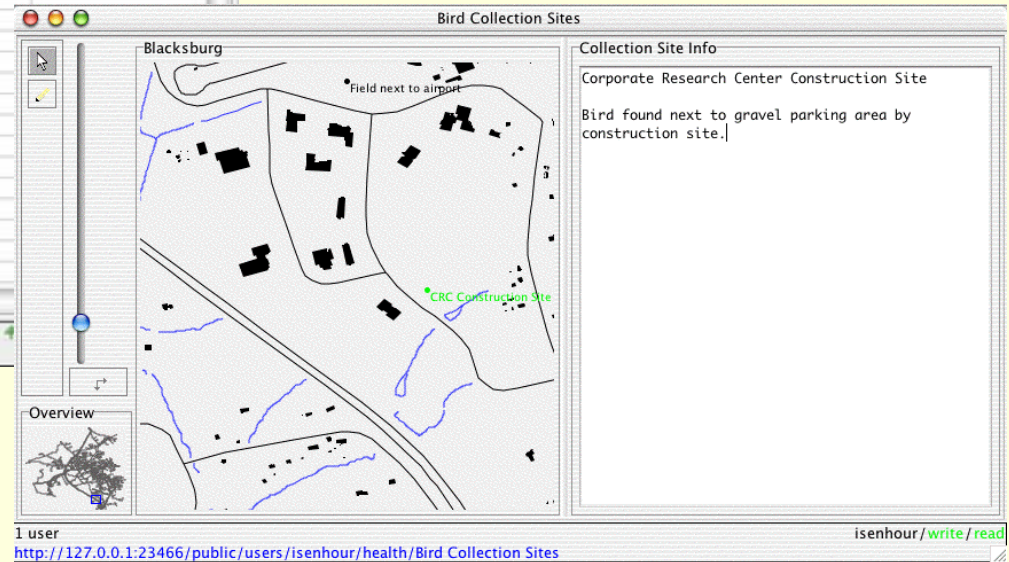 Bird Collection Sites
Blacksburg
Field next to airport
CRC Construction Site
Overview
Collection Site Info
Corporate Research Center Construction Site
Bird found next to gravel parking area by
construction site.
1 user
isenhour/write/read
http://127.0.0.1:23466/public/users/isenhour/health/Bird Collection Sites